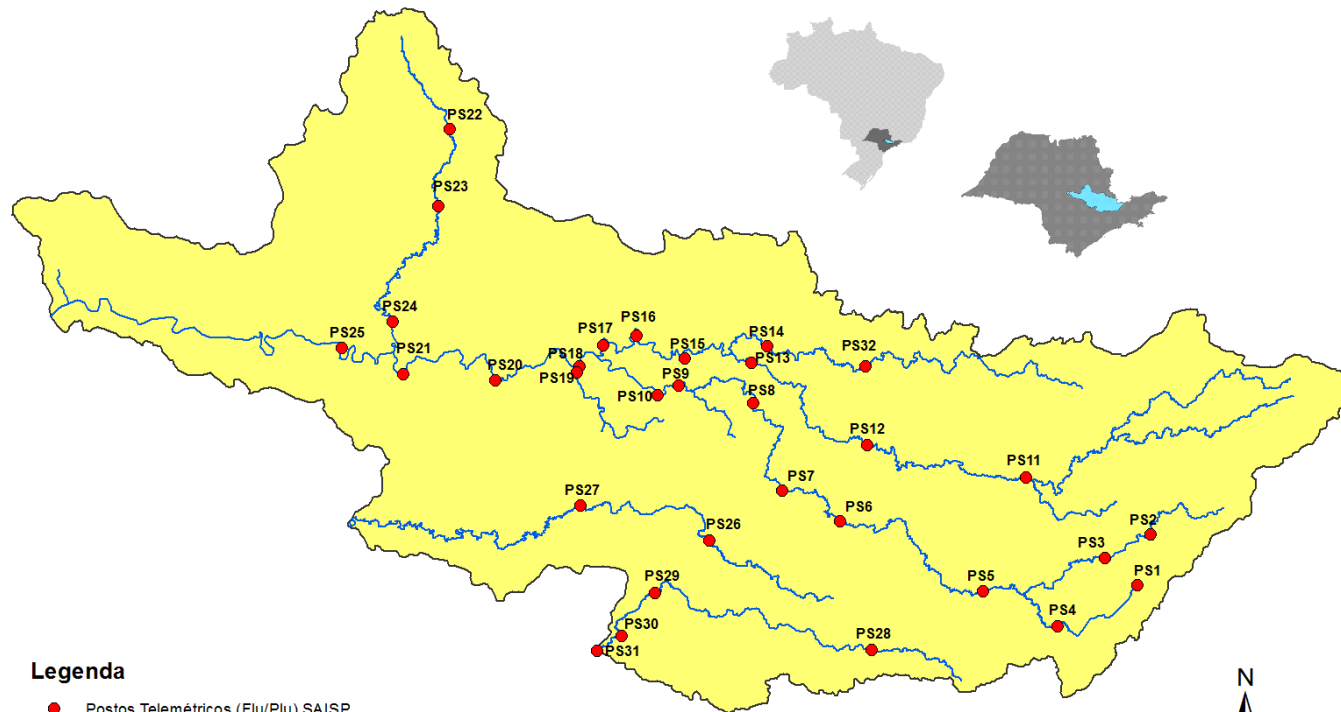 PS22
PS23
PS24
PS25
PS21
PS20
PS17
PS16
PS18
PS19
PS15
PS14
PS13
PS32
PS9
PS10
PS8
PS12
PS11
PS7
PS6
PS27
PS26
PS2
PS3
PS1
PS5
PS4
PS29
PS30
PS31
PS28
Legenda
Postos Telemétricos (Flu/Plu) SAISP
N